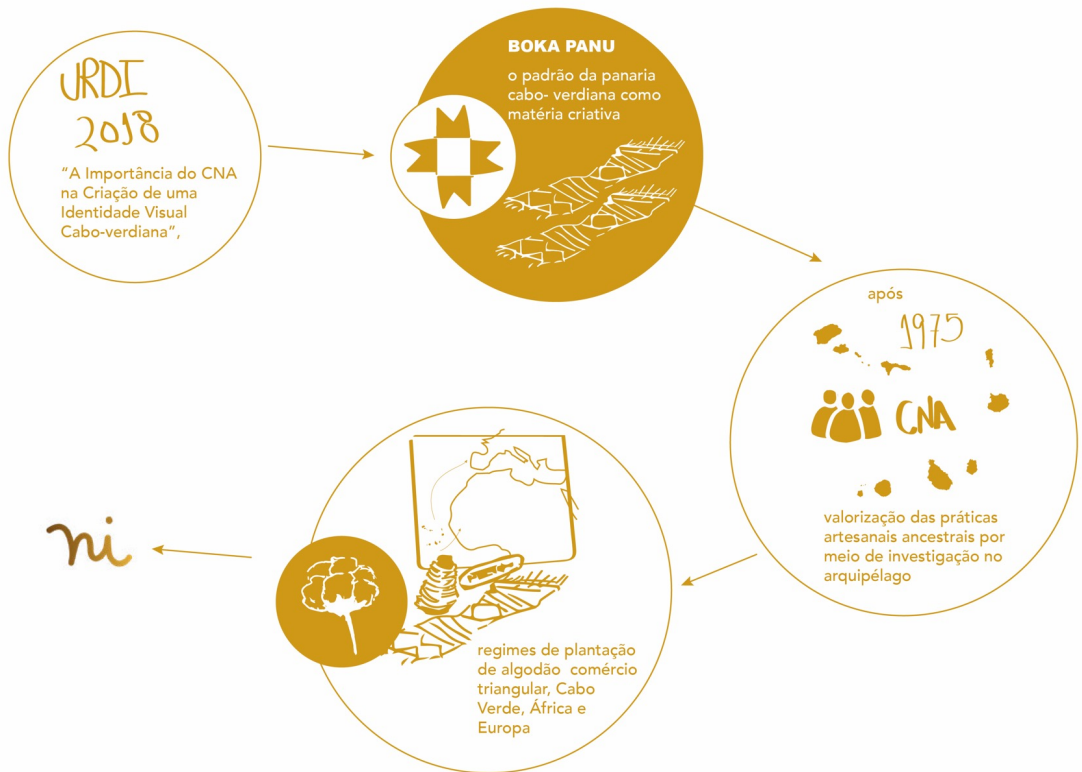 URDI
2018
"A Importância do CNA
na Criação de uma
Identidade Visual
Cabo-verdiana",
BOKA PANU
o padrão da panaria
cabo- verdiana como
matéria criativa
após
1975
CNA
valorização das práticas
artesanais ancestrais por
meio de investigação no
arquipélago
regimes de plantação
de algodão comércio
triangular, Cabo
Verde, África e
Europa
ni